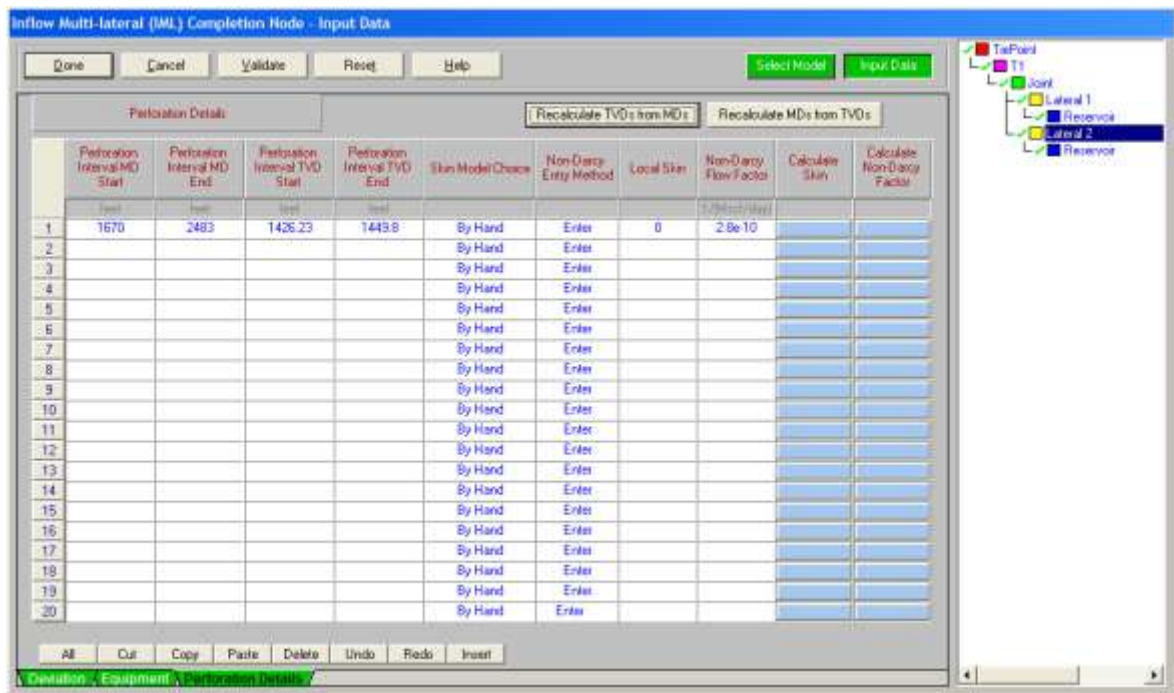 Inflow Multi-lateral (IML) Completion Node - Input Data
Done Cancel Validate Reset Help Select Model Input Data
Perforation Details Recalculate TVDs from MDs Recalculate MDs from TVDs
Perforation Interval MD Start Perforation Interval MD End Perforation Interval TVD Start Perforation Interval TVD End Skin Model Choice Non-Darcy Entry Method Local Skin Non-Darcy Flow Factor Calculate Skin Calculate Non-Darcy Factor
feet feet feet feet 1/(Mscf/day)
1 1670 2483 1426.23 1449.8 By Hand Enter 0 2.8e-10
2 By Hand Enter
3 By Hand Enter
4 By Hand Enter
5 By Hand Enter
6 By Hand Enter
7 By Hand Enter
8 By Hand Enter
9 By Hand Enter
10 By Hand Enter
11 By Hand Enter
12 By Hand Enter
13 By Hand Enter
14 By Hand Enter
15 By Hand Enter
16 By Hand Enter
17 By Hand Enter
18 By Hand Enter
19 By Hand Enter
20 By Hand Enter
All Cut Copy Paste Delete Undo Redo Insert
Deviation Equipment Perforation Details
TiePoint
T1
Joint
Lateral 1
Reservoir
Lateral 2
Reservoir